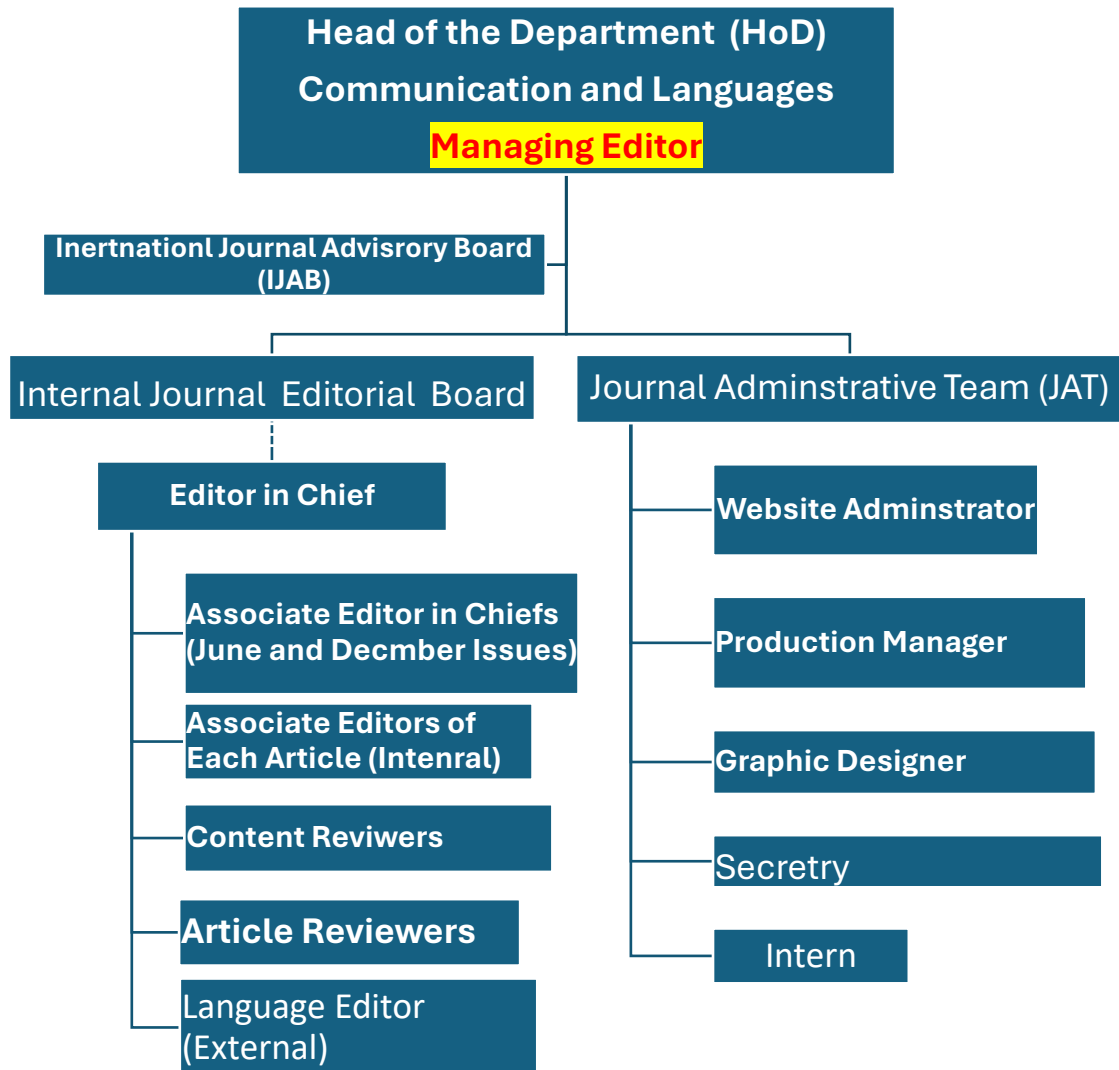 Head of the Department (HoD)
Communication and Languages
Managing Editor
Inertnationl Journal Advisrory Board
(IJAB)
Internal Journal Editorial Board
Editor in Chief
Associate Editor in Chiefs
(June and Decmber Issues)
Associate Editors of
Each Article (Intenral)
Content Reviwers
Article Reviewers
Language Editor
(External)
Journal Adminstrative Team (JAT)
Website Adminstrator
Production Manager
Graphic Designer
Secretry
Intern